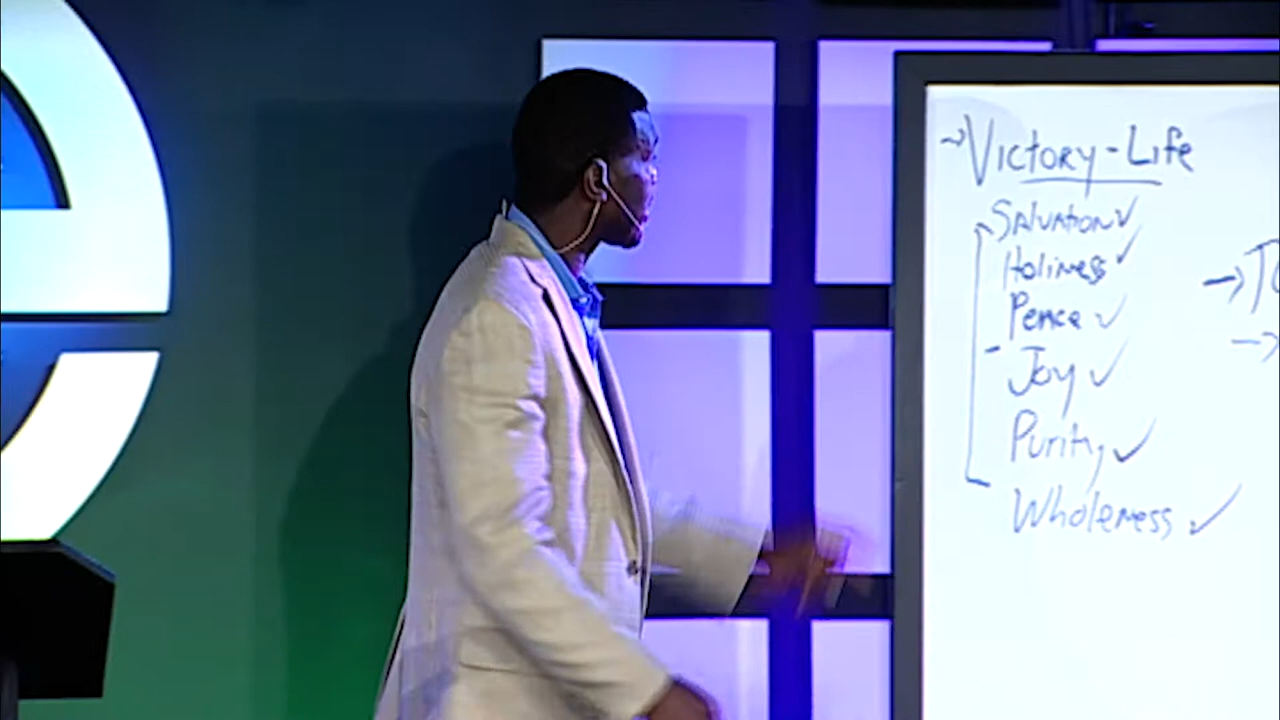 → Victory-Life
Salvation ✓
Holiness ✓
Peace ✓
- Joy ✓
Purity ✓
Wholeness ✓
→
→